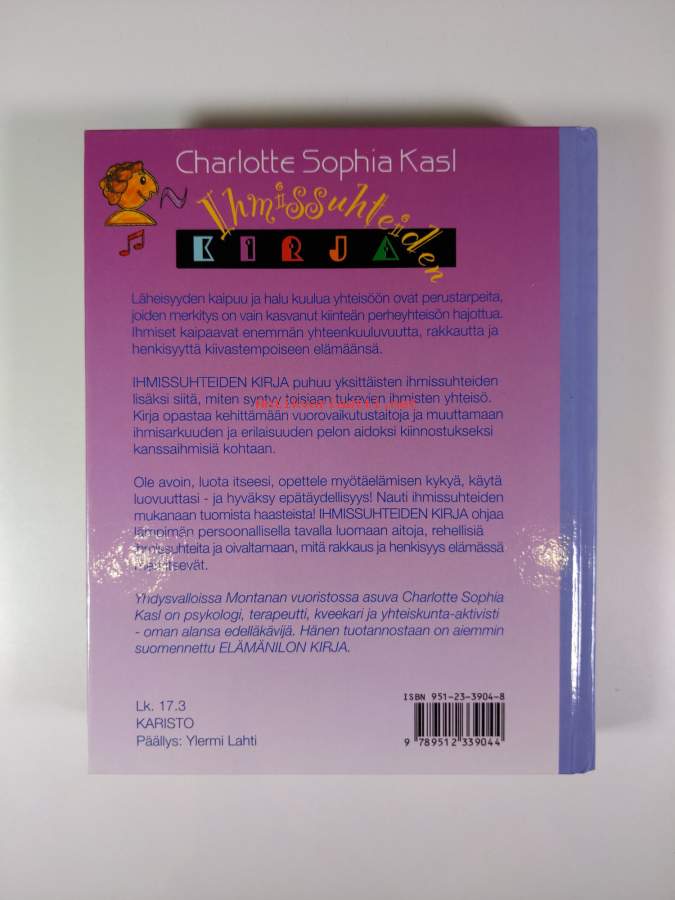 Charlotte Sophia Kasl
Ihmissuhteiden
KIRJA
Läheisyyden kaipuu ja halu kuulua yhteisöön ovat perustarpeita,
joiden merkitys on vain kasvanut kiinteän perheyhteisön hajottua.
Ihmiset kaipaavat enemmän yhteenkuuluvuutta, rakkautta ja
henkisyyttä kiivastempoiseen elämäänsä.
IHMISSUHTEIDEN KIRJA puhuu yksittäisten ihmissuhteiden
lisäksi siitä, miten syntyy toisiaan tukevien ihmisten yhteisö.
Kirja opastaa kehittämään vuorovaikutustaitoja ja muuttamaan
ihmisarkuuden ja erilaisuuden pelon aidoksi kiinnostukseksi
kanssaihmisiä kohtaan.
Ole avoin, luota itseesi, opettele myötäelämisen kykyä, käytä
luovuuttasi - ja hyväksy epätäydellisyys! Nauti ihmissuhteiden
mukanaan tuomista haasteista! IHMISSUHTEIDEN KIRJA ohjaa
lämpimän persoonallisella tavalla luomaan aitoja, rehellisiä
ihmissuhteita ja oivaltamaan, mitä rakkaus ja henkisyys elämässä
merkitsevät.
Yhdysvalloissa Montanan vuoristossa asuva Charlotte Sophia
Kasl on psykologi, terapeutti, kveekari ja yhteiskunta-aktivisti
- oman alansa edelläkävijä. Hänen tuotannostaan on aiemmin
suomennettu ELÄMÄNILON KIRJA.
Lk. 17.3
KARISTO
Päällys: Ylermi Lahti
ISBN 951-23-3904-8
9 789512 339044